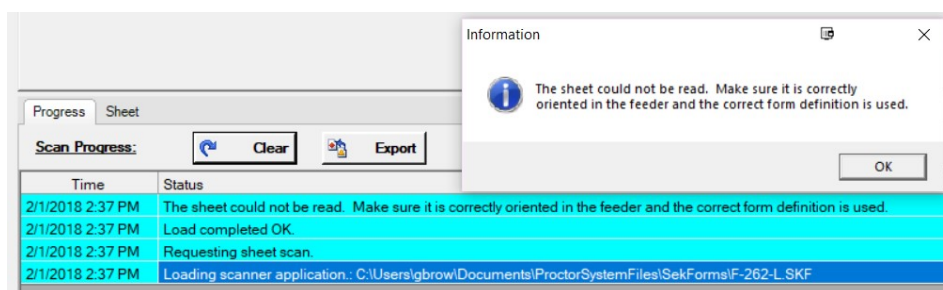 Information
The sheet could not be read. Make sure it is correctly
oriented in the feeder and the correct form definition is used.
OK
Progress Sheet
Scan Progress: Clear Export
Time Status
2/1/2018 2:37 PM The sheet could not be read. Make sure it is correctly oriented in the feeder and the correct form definition is used.
2/1/2018 2:37 PM Load completed OK.
2/1/2018 2:37 PM Requesting sheet scan.
2/1/2018 2:37 PM Loading scanner application.: C:\Users\gbrow\Documents\ProctorSystemFiles\SekForms\F-262-L.SKF